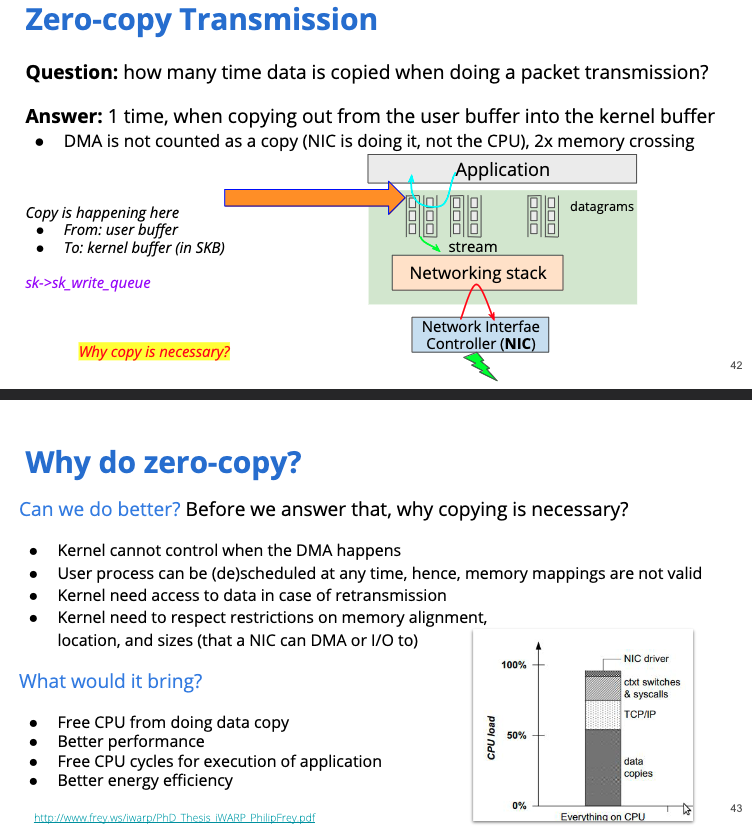 Zero-copy Transmission
Question: how many time data is copied when doing a packet transmission?
Answer: 1 time, when copying out from the user buffer into the kernel buffer
● DMA is not counted as a copy (NIC is doing it, not the CPU), 2x memory crossing
Application
datagrams
Copy is happening here
● From: user buffer
● To: kernel buffer (in SKB)
stream
Networking stack
sk->sk_write_queue
Network Interfae
Controller (NIC)
Why copy is necessary?
42
Why do zero-copy?
Can we do better? Before we answer that, why copying is necessary?
● Kernel cannot control when the DMA happens
● User process can be (de)scheduled at any time, hence, memory mappings are not valid
● Kernel need access to data in case of retransmission
● Kernel need to respect restrictions on memory alignment,
location, and sizes (that a NIC can DMA or I/O to)
What would it bring?
● Free CPU from doing data copy
● Better performance
● Free CPU cycles for execution of application
● Better energy efficiency
http://www.frey.ws/iwarp/PhD_Thesis_iWARP_PhilipFrey.pdf
CPU load
100%
50%
0%
NIC driver
ctxt switches
& syscalls
TCP/IP
data
copies
Everything on CPU
43